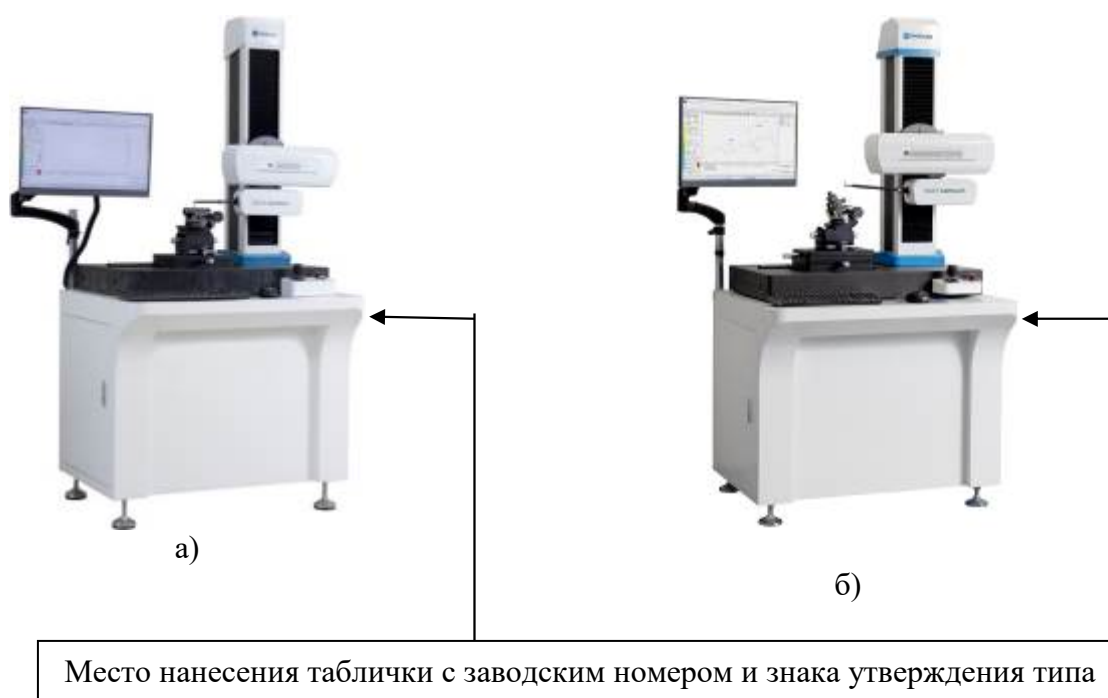 а)
б)
Место нанесения таблички с заводским номером и знака утверждения типа